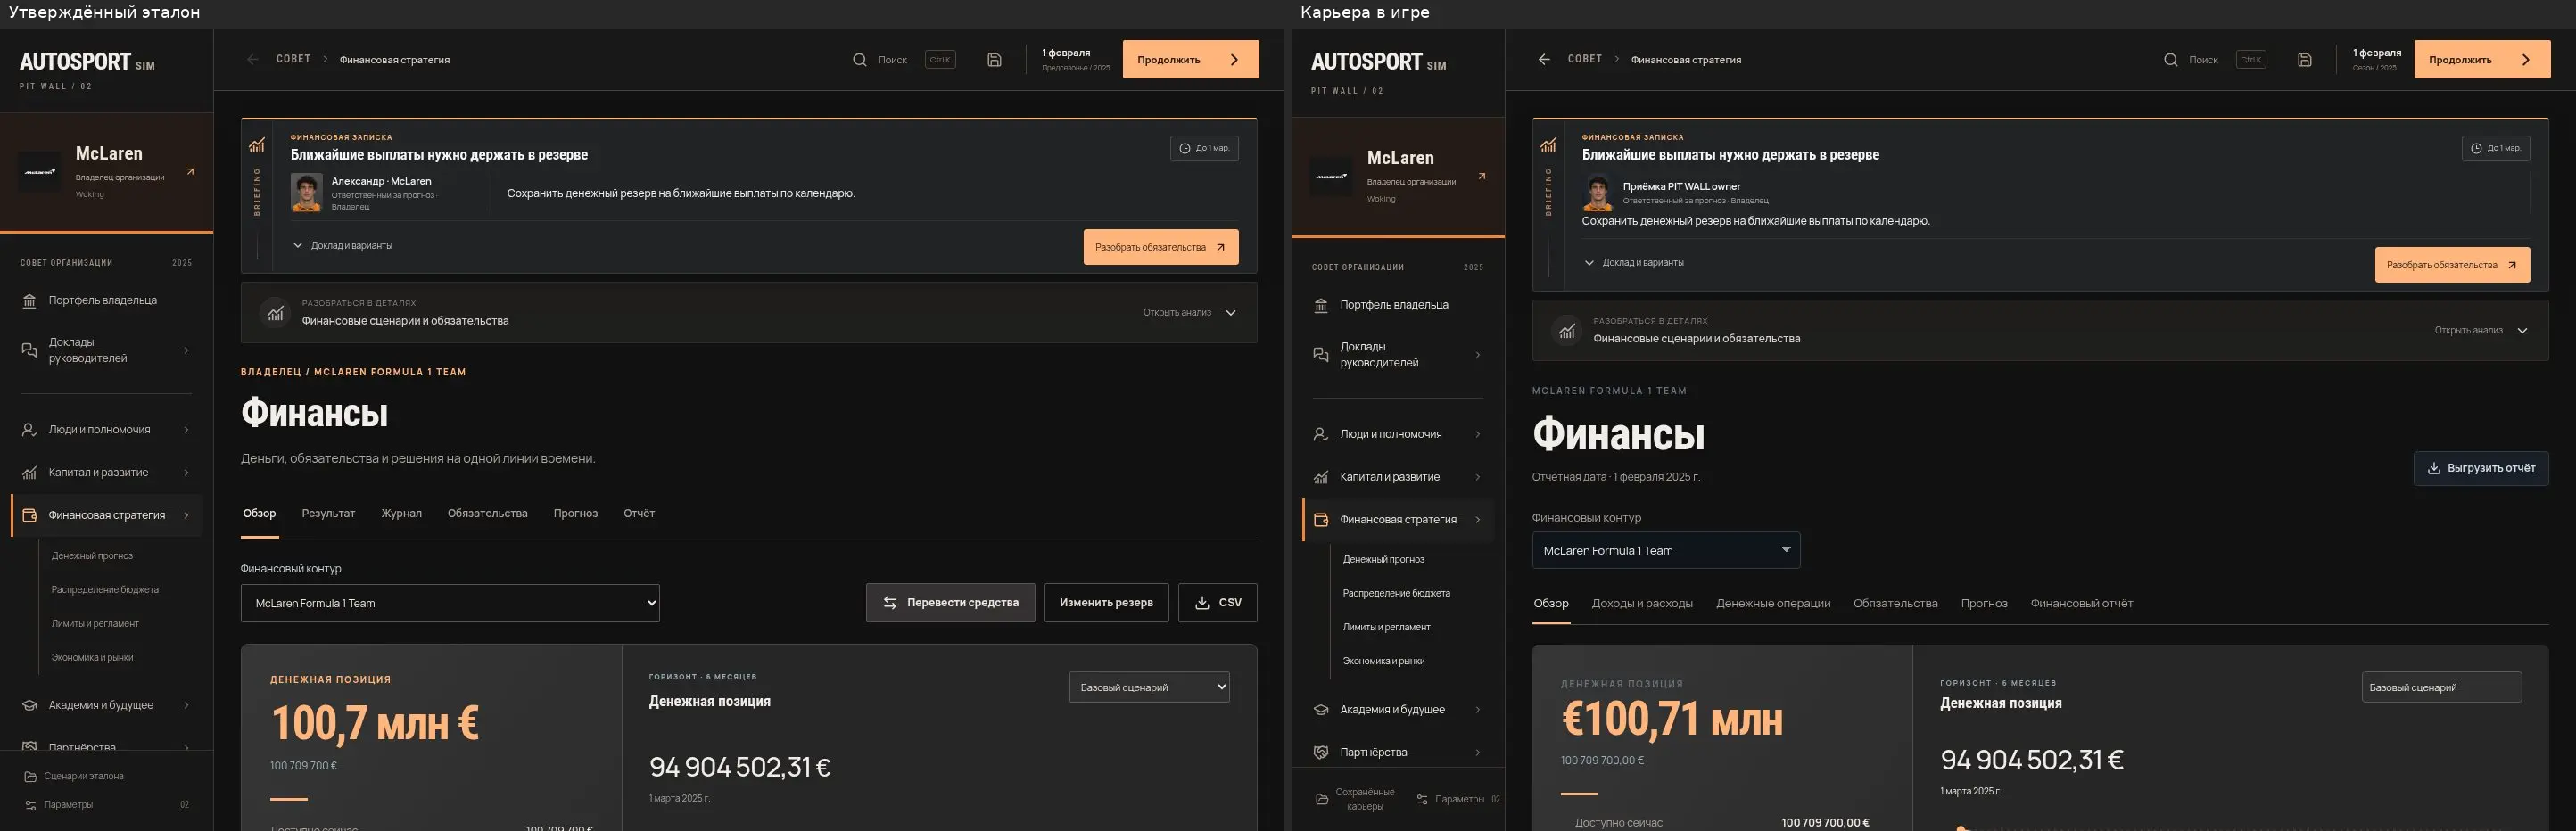 Утверждённый эталон
AUTOSPORT SIM
PIT WALL / 02
McLaren
McLaren
Владелец организации
Woking
СОВЕТ ОРГАНИЗАЦИИ 2025
Портфель владельца
Доклады
руководителей
Люди и полномочия
Капитал и развитие
Финансовая стратегия
Денежный прогноз
Распределение бюджета
Лимиты и регламент
Экономика и рынки
Академия и будущее
Партнёрства
Сценарии эталона
Параметры 02
СОВЕТ > Финансовая стратегия
Поиск Ctrl K
1 февраля
Предсезонье / 2025
Продолжить
BRIEFING
ФИНАНСОВАЯ ЗАПИСКА
Ближайшие выплаты нужно держать в резерве
До 1 мар.
Александр · McLaren
Ответственный за прогноз ·
Владелец
Сохранить денежный резерв на ближайшие выплаты по календарю.
Доклад и варианты
Разобрать обязательства
РАЗОБРАТЬСЯ В ДЕТАЛЯХ
Финансовые сценарии и обязательства
Открыть анализ
ВЛАДЕЛЕЦ / MCLAREN FORMULA 1 TEAM
Финансы
Деньги, обязательства и решения на одной линии времени.
Обзор Результат Журнал Обязательства Прогноз Отчёт
Финансовый контур
McLaren Formula 1 Team
Перевести средства
Изменить резерв
CSV
ДЕНЕЖНАЯ ПОЗИЦИЯ
100,7 млн €
100 709 700 €
Доступно сейчас 100 709 700 €
ГОРИЗОНТ · 6 МЕСЯЦЕВ
Денежная позиция
Базовый сценарий
94 904 502,31 €
1 марта 2025 г.
Карьера в игре
AUTOSPORT SIM
PIT WALL / 02
McLaren
McLaren
Владелец организации
Woking
СОВЕТ ОРГАНИЗАЦИИ 2025
Портфель владельца
Доклады
руководителей
Люди и полномочия
Капитал и развитие
Финансовая стратегия
Денежный прогноз
Распределение бюджета
Лимиты и регламент
Экономика и рынки
Академия и будущее
Партнёрства
Сохранённые
карьеры
Параметры 02
СОВЕТ > Финансовая стратегия
Поиск Ctrl K
1 февраля
Сезон / 2025
Продолжить
BRIEFING
ФИНАНСОВАЯ ЗАПИСКА
Ближайшие выплаты нужно держать в резерве
До 1 мар.
Приёмка PIT WALL owner
Ответственный за прогноз · Владелец
Сохранить денежный резерв на ближайшие выплаты по календарю.
Доклад и варианты
Разобрать обязательства
РАЗОБРАТЬСЯ В ДЕТАЛЯХ
Финансовые сценарии и обязательства
Открыть анализ
MCLAREN FORMULA 1 TEAM
Финансы
Отчётная дата · 1 февраля 2025 г.
Выгрузить отчёт
Финансовый контур
McLaren Formula 1 Team
Обзор Доходы и расходы Денежные операции Обязательства Прогноз Финансовый отчёт
ДЕНЕЖНАЯ ПОЗИЦИЯ
€100,71 млн
100 709 700,00 €
Доступно сейчас 100 709 700,00 €
ГОРИЗОНТ · 6 МЕСЯЦЕВ
Денежная позиция
Базовый сценарий
94 904 502,31 €
1 марта 2025 г.